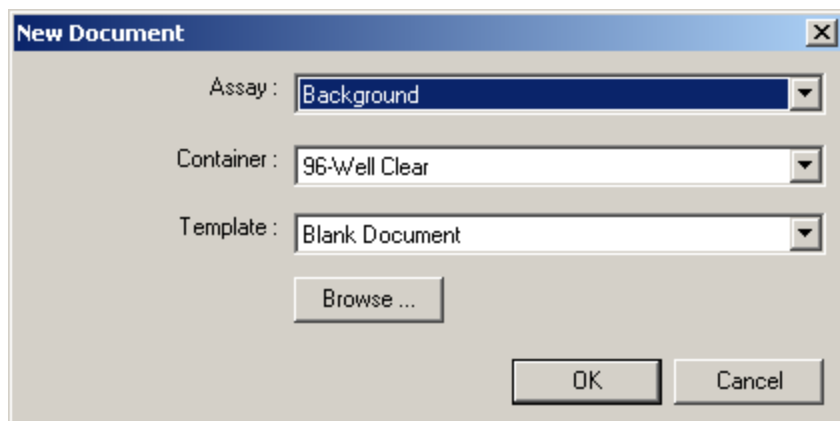 New Document
Assay :
Background
Container :
96-Well Clear
Template :
Blank Document
Browse ...
OK
Cancel